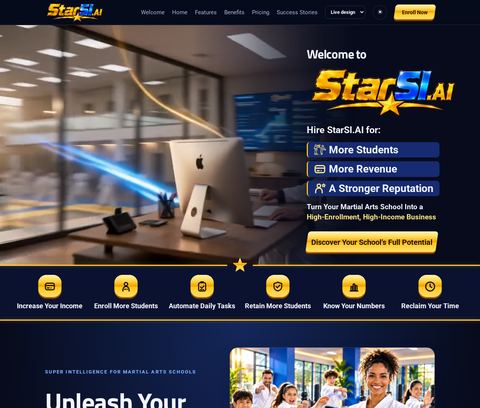 StarSI.AI
Welcome Home Features Benefits Pricing Success Stories Live design Enroll Now
Welcome to
StarSI.AI
Hire StarSI.AI for:
More Students
More Revenue
A Stronger Reputation
Turn Your Martial Arts School Into a
High-Enrollment, High-Income Business
Discover Your School's Full Potential
Increase Your Income Enroll More Students Automate Daily Tasks Retain More Students Know Your Numbers Reclaim Your Time
SUPER INTELLIGENCE FOR MARTIAL ARTS SCHOOLS
Unleash Your